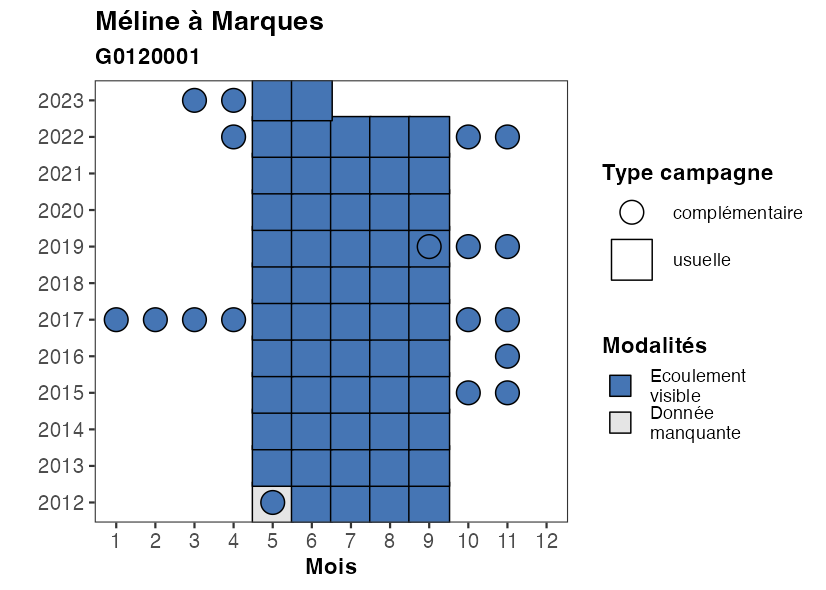 Méline à Marques
G0120001
2023
2022
2021
2020
2019
2018
2017
2016
2015
2014
2013
2012
1 2 3 4 5 6 7 8 9 10 11 12
Mois
Type campagne
complémentaire
usuelle
Modalités
Ecoulement
visible
Donnée
manquante